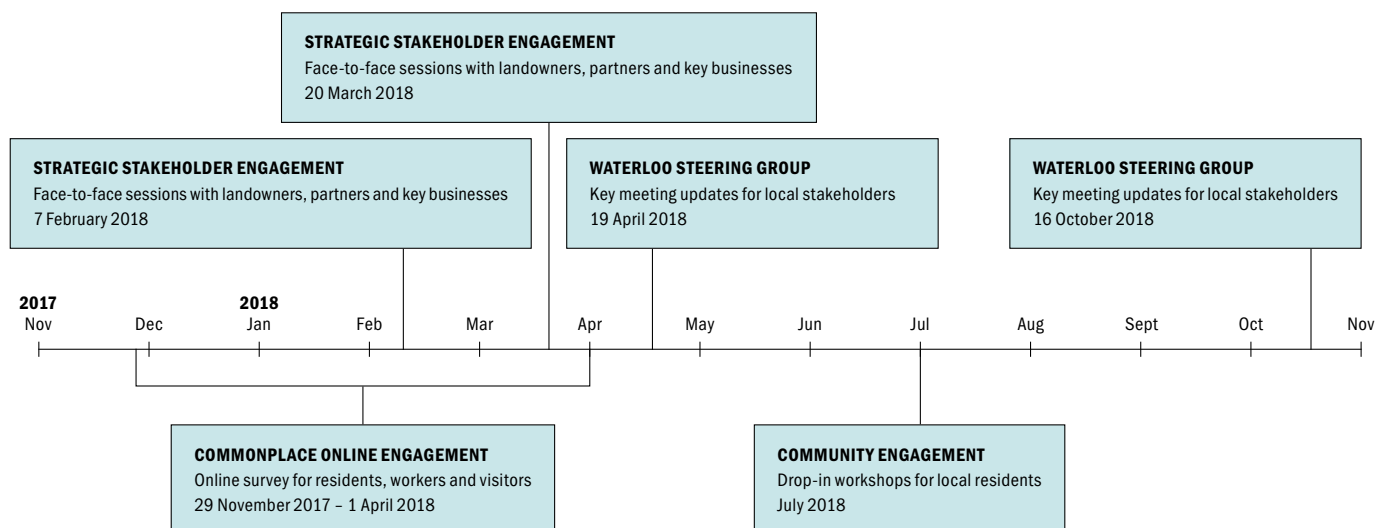 STRATEGIC STAKEHOLDER ENGAGEMENT
Face-to-face sessions with landowners, partners and key businesses
20 March 2018
STRATEGIC STAKEHOLDER ENGAGEMENT
Face-to-face sessions with landowners, partners and key businesses
7 February 2018
WATERLOO STEERING GROUP
Key meeting updates for local stakeholders
19 April 2018
WATERLOO STEERING GROUP
Key meeting updates for local stakeholders
16 October 2018
2017 2018
Nov Dec Jan Feb Mar Apr May Jun Jul Aug Sept Oct Nov
COMMONPLACE ONLINE ENGAGEMENT
Online survey for residents, workers and visitors
29 November 2017 – 1 April 2018
COMMUNITY ENGAGEMENT
Drop-in workshops for local residents
July 2018